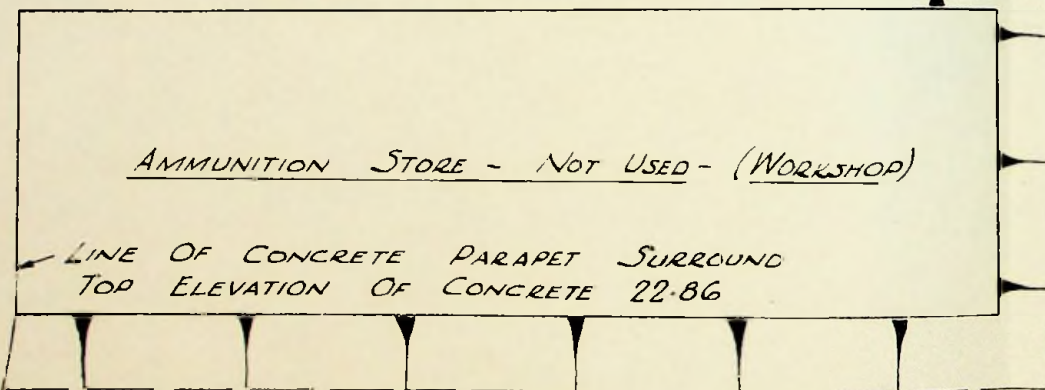 AMMUNITION STORE - NOT USED - (WORKSHOP)
LINE OF CONCRETE PARAPET SURROUND
TOP ELEVATION OF CONCRETE 22.86